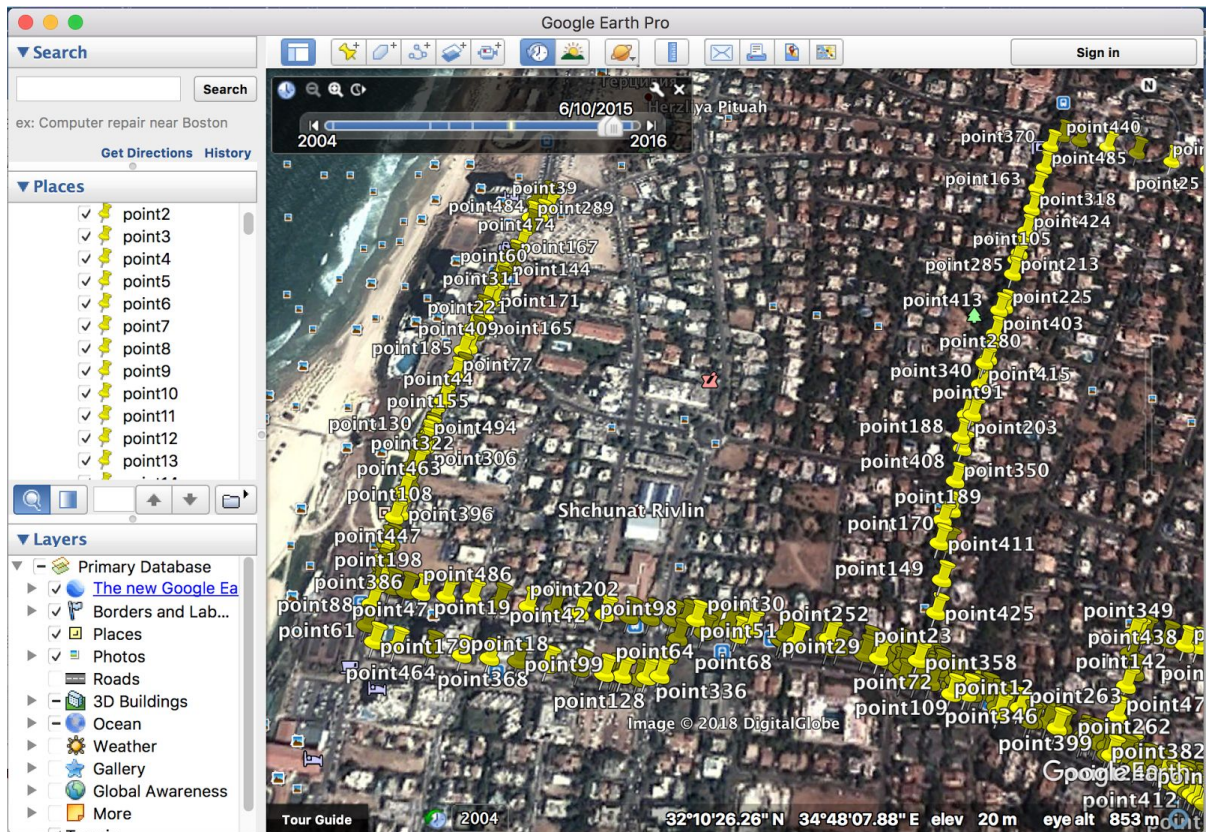 Google Earth Pro
Search
Search
ex: Computer repair near Boston
Get Directions History
Places
point2
point3
point4
point5
point6
point7
point8
point9
point10
point11
point12
point13
Layers
Primary Database
The new Google Ea
Borders and Lab...
Places
Photos
Roads
3D Buildings
Ocean
Weather
Gallery
Global Awareness
More
Sign in
6/10/2015
2004
2016
Herzliya Pituah
N
point440
point370
point485
point39
point163
point25
point484
point289
point318
point474
point424
point105
point167
point60
point285
point213
point144
point311
point171
point413
point225
point221
point403
point409
point165
point280
point185
point77
point340
point415
point44
point91
point155
point130
point494
point188
point203
point322
point306
point408
point463
point350
point108
point189
Shchunat Rivlin
point396
point170
point447
point411
point198
point149
point486
point386
point202
point88
point47
point19
point42
point98
point30
point252
point425
point349
point61
point51
point23
point438
point179
point18
point64
point29
point142
point99
point68
point358
point464
point368
point72
point12
point336
point263
point47
point128
point109
point346
Image © 2018 DigitalGlobe
point262
point399
point382
Google Earth
point412
Tour Guide
2004
32°10'26.26" N 34°48'07.88" E elev 20 m eye alt 853 m